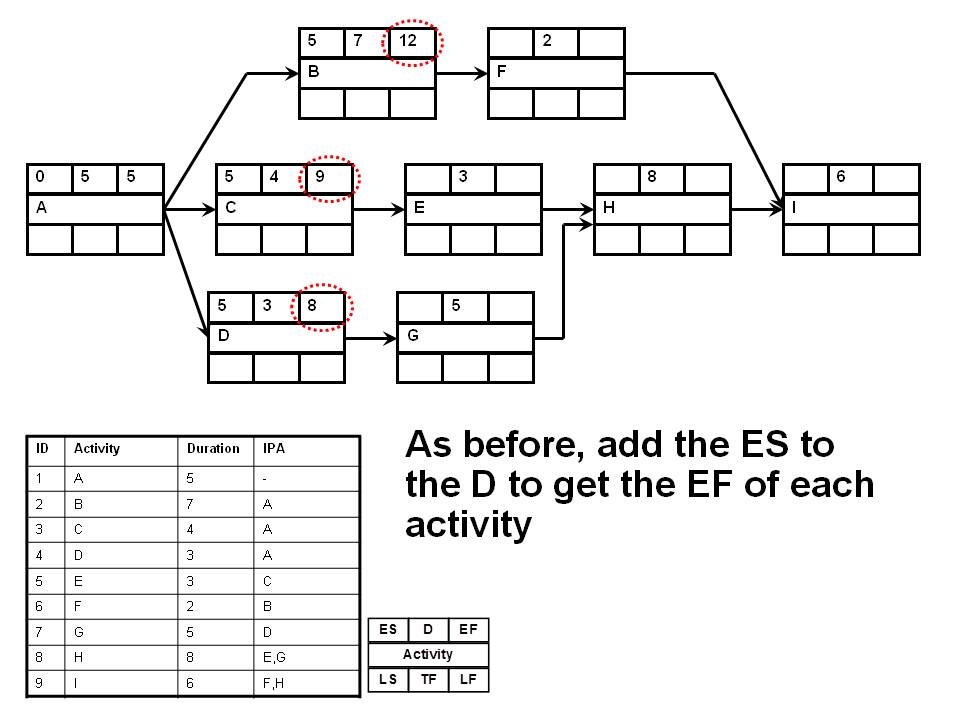 5 7 12
B
2
F
0 5 5
A
5 4 9
C
3
E
8
H
6
I
5 3 8
D
5
G
As before, add the ES to
the D to get the EF of each
activity
ID Activity Duration IPA
1 A 5 -
2 B 7 A
3 C 4 A
4 D 3 A
5 E 3 C
6 F 2 B
7 G 5 D
8 H 8 E,G
9 I 6 F,H
ES D EF
Activity
LS TF LF